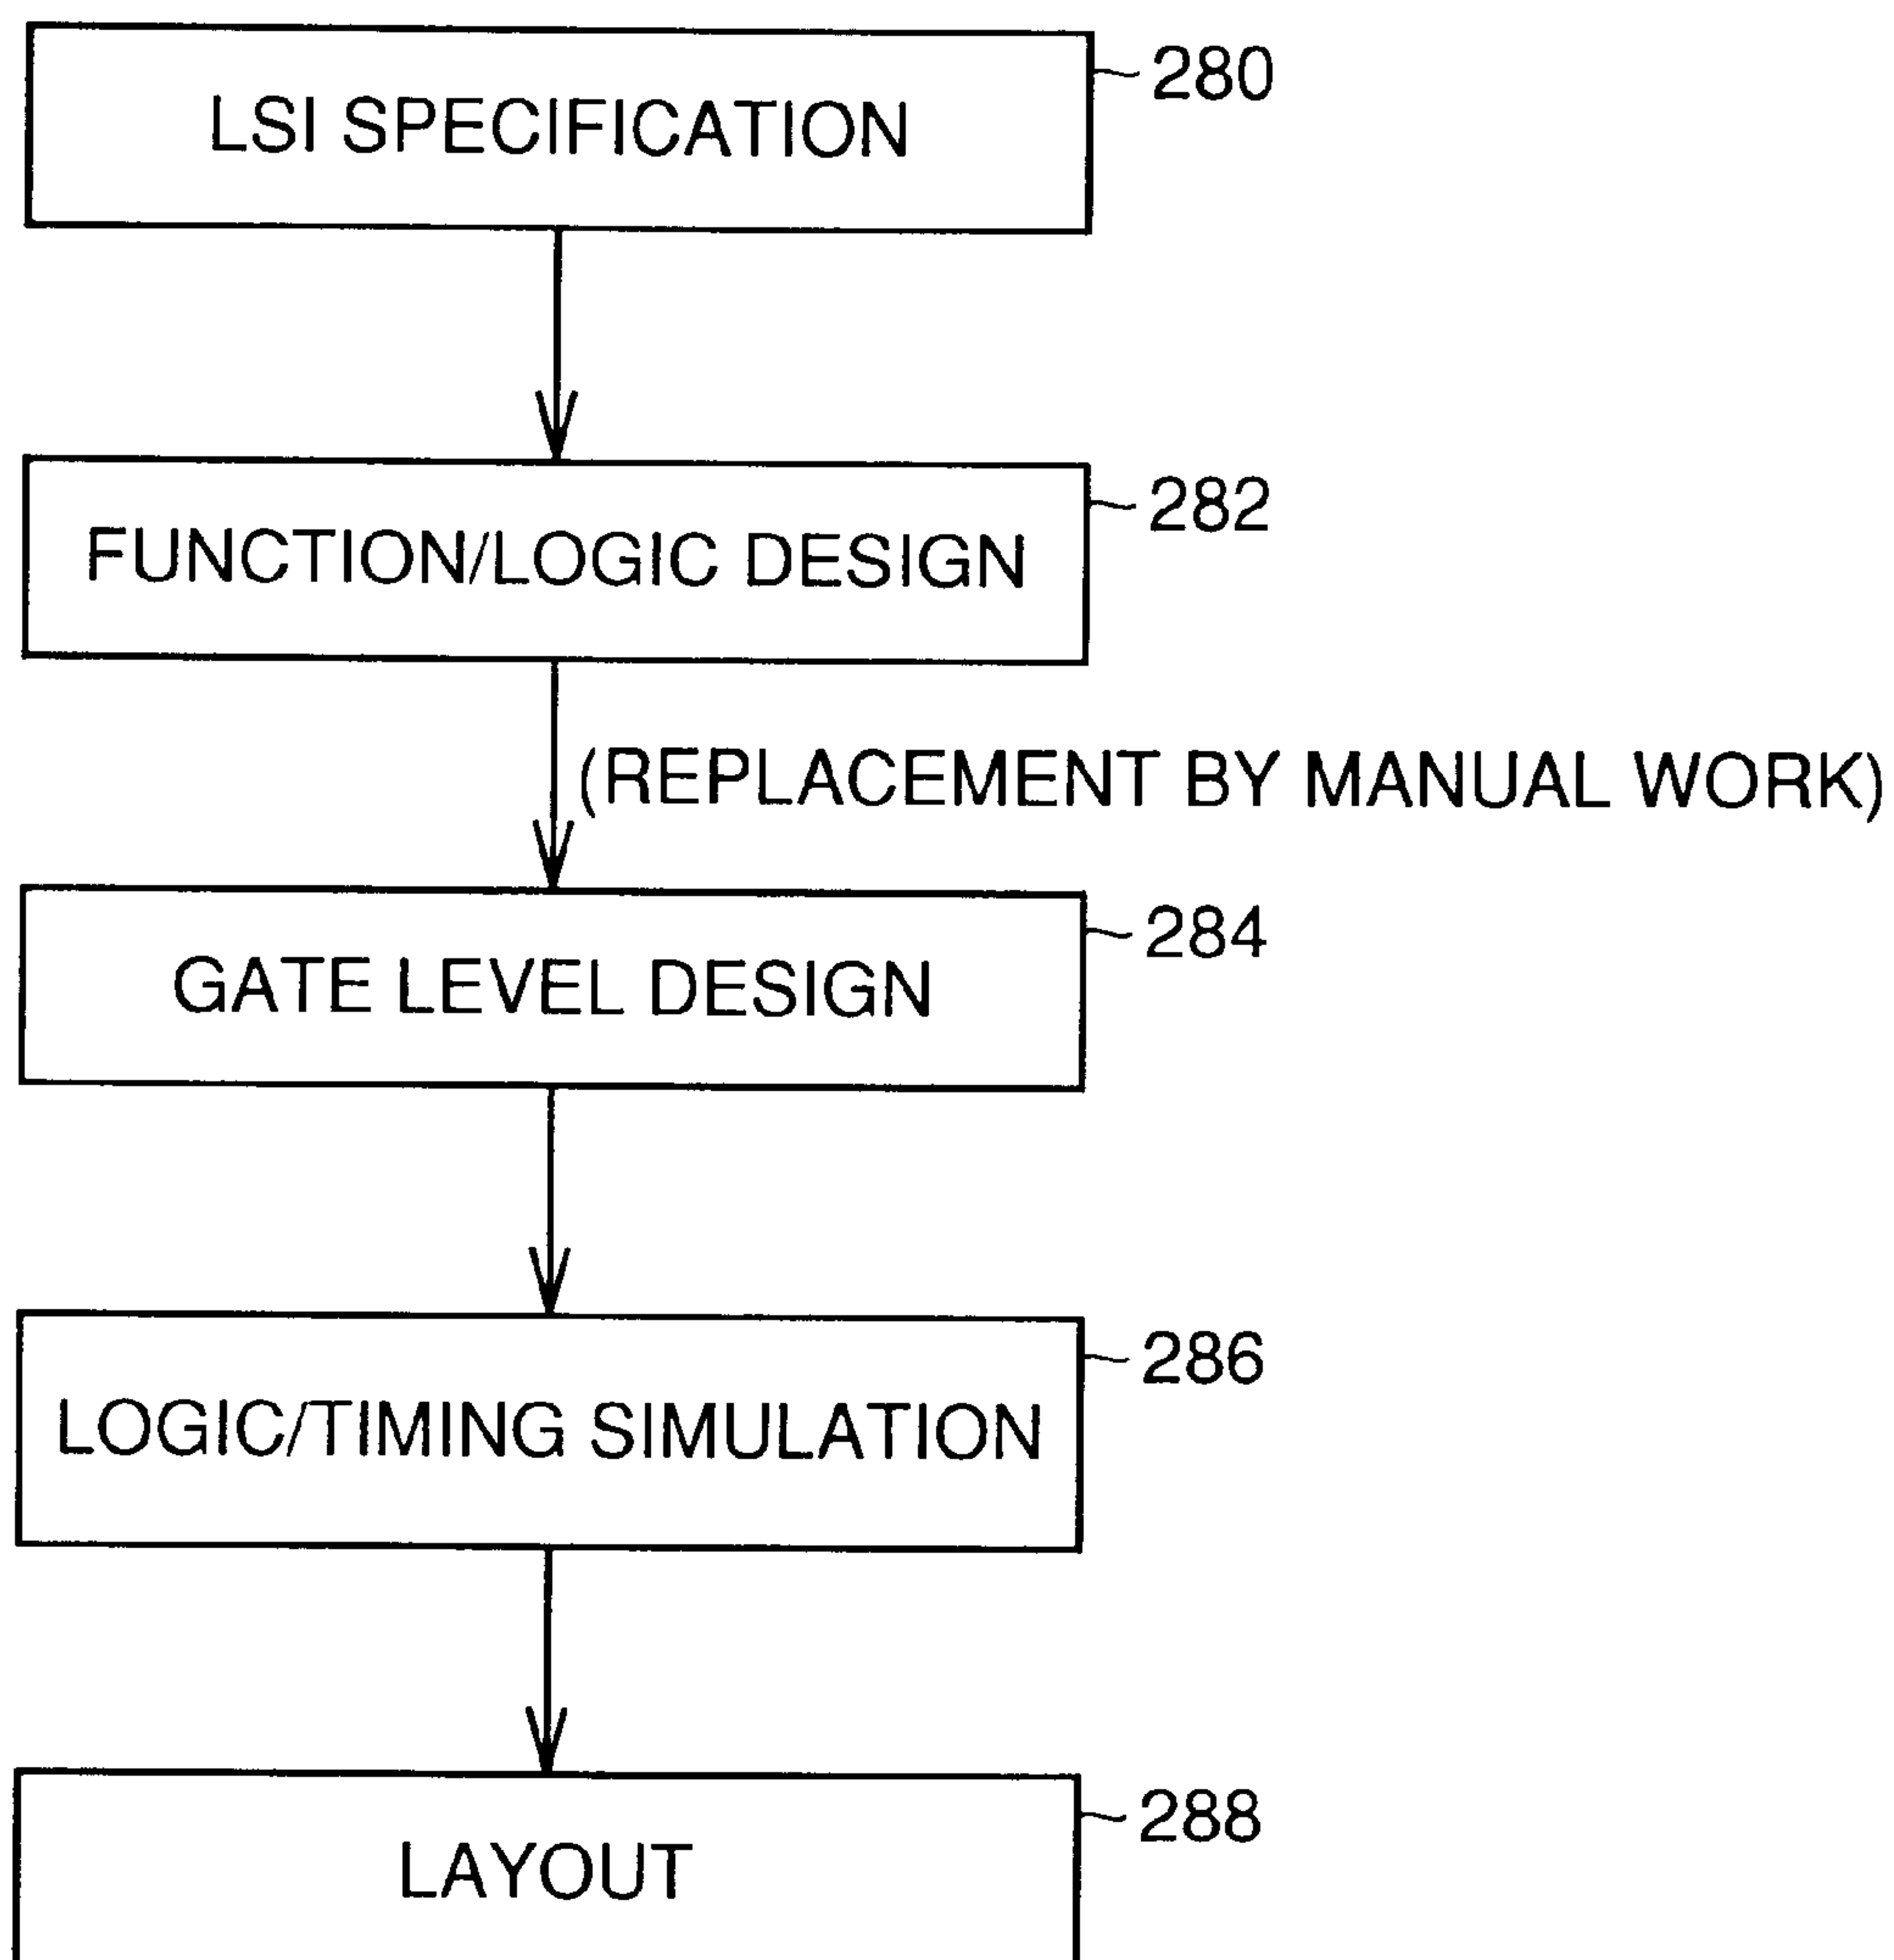 LSI SPECIFICATION
280
FUNCTION/LOGIC DESIGN
282
(REPLACEMENT BY MANUAL WORK)
GATE LEVEL DESIGN
284
LOGIC/TIMING SIMULATION
286
LAYOUT
288